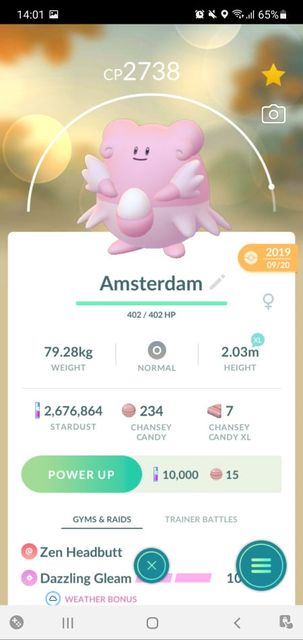 14:01 65%
CP2738
2019
09/20
Amsterdam
402 / 402 HP
XL
79.28kg 2.03m
WEIGHT NORMAL HEIGHT
2,676,864 234 7
STARDUST CHANSEY CANDY CHANSEY CANDY XL
POWER UP 10,000 15
GYMS & RAIDS TRAINER BATTLES
Zen Headbutt
Dazzling Gleam
WEATHER BONUS